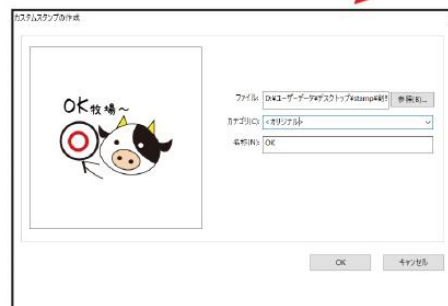 カスタムスタンプの作成
OK牧場～
ファイル: D:¥ユーザーデータ¥デスクトップ¥stamp¥ 参照(B)...
カテゴリ(C): <オリジナル>
名称(N): OK
OK キャンセル